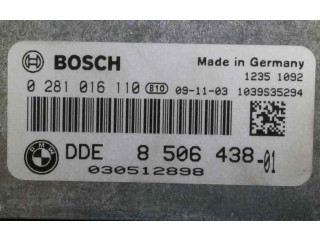 BOSCH Made in Germany
1235 1092
0 281 016 110 810 09-11-03 1039S35294
DDE 8 506 438-01
030512898